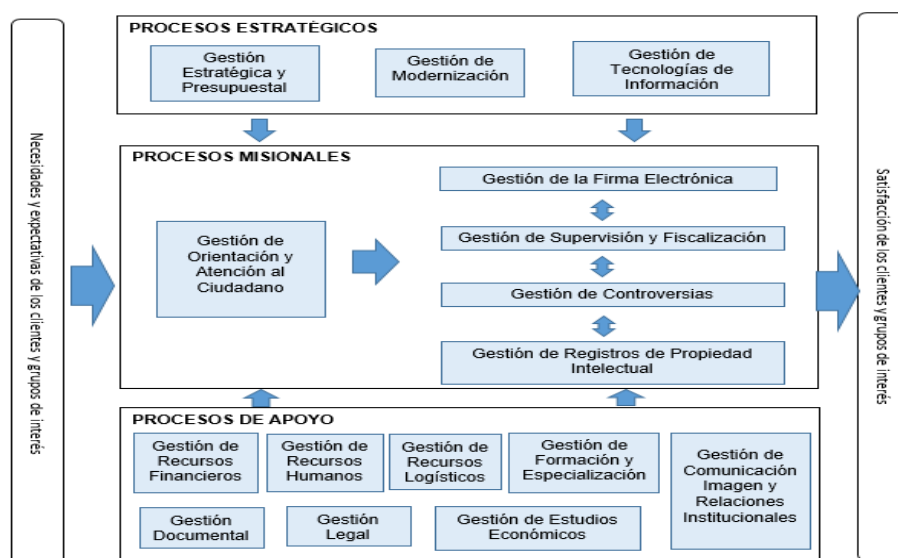 Necesidades y expectativas de los clientes y grupos de interés
PROCESOS ESTRATÉGICOS
Gestión
Estratégica y
Presupuestal
Gestión de
Modernización
Gestión de
Tecnologías de
Información
PROCESOS MISIONALES
Gestión de
Orientación y
Atención al
Ciudadano
Gestión de la Firma Electrónica
Gestión de Supervisión y Fiscalización
Gestión de Controversias
Gestión de Registros de Propiedad
Intelectual
PROCESOS DE APOYO
Gestión de
Recursos
Financieros
Gestión de
Recursos
Humanos
Gestión de
Recursos
Logísticos
Gestión de
Formación y
Especialización
Gestión de
Comunicación
Imagen y
Relaciones
Institucionales
Gestión
Documental
Gestión
Legal
Gestión de Estudios
Económicos
Satisfacción de los clientes y grupos de interés